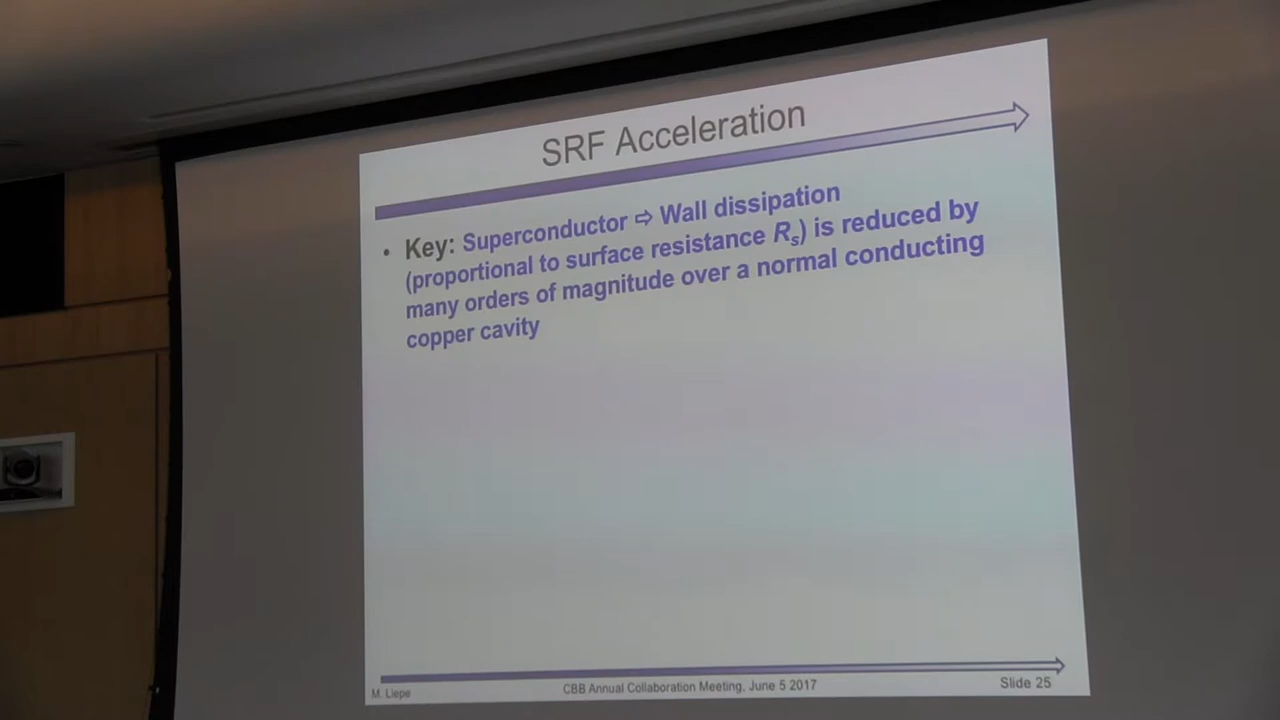 SRF Acceleration
• Key: Superconductor ⇨ Wall dissipation
(proportional to surface resistance Rs) is reduced by
many orders of magnitude over a normal conducting
copper cavity
M. Liepe
CBB Annual Collaboration Meeting, June 5 2017
Slide 25